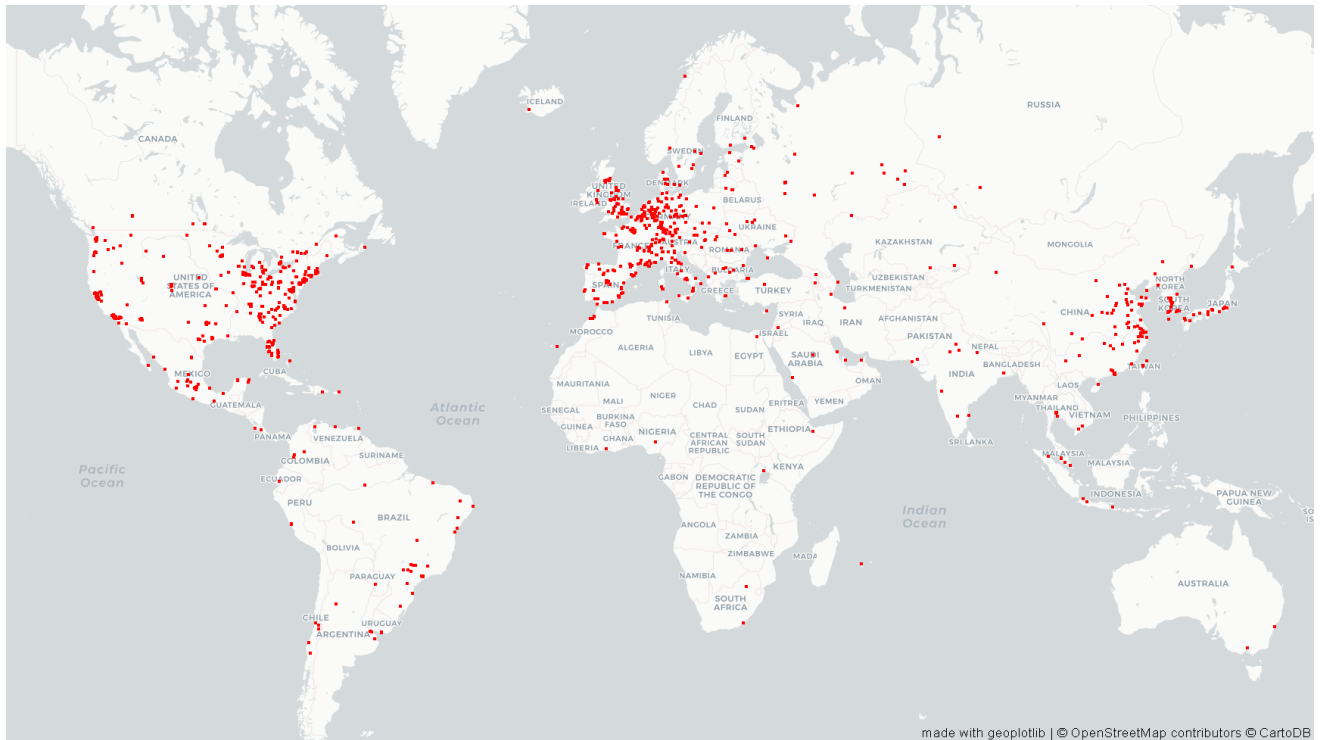 ICELAND
RUSSIA
FINLAND
CANADA
SWEDEN
DENMARK
UNITED
KINGDOM
IRELAND
BELARUS
GERMANY
UKRAINE
FRANCE
AUSTRIA
KAZAKHSTAN
MONGOLIA
ROMANIA
ITALY
BULGARIA
UNITED
STATES OF
AMERICA
SPAIN
GREECE
TURKEY
UZBEKISTAN
TURKMENISTAN
NORTH
KOREA
SOUTH
KOREA
JAPAN
CHINA
TUNISIA
SYRIA
IRAQ
IRAN
AFGHANISTAN
MOROCCO
ISRAEL
PAKISTAN
ALGERIA
LIBYA
EGYPT
SAUDI
ARABIA
NEPAL
BANGLADESH
TAIWAN
MEXICO
CUBA
INDIA
OMAN
MAURITANIA
LAOS
MYANMAR
GUATEMALA
Atlantic
Ocean
MALI
NIGER
CHAD
SUDAN
ERITREA
YEMEN
THAILAND
VIETNAM
PHILIPPINES
SENEGAL
BURKINA
FASO
GUINEA
GHANA
NIGERIA
ETHIOPIA
PANAMA
VENEZUELA
LIBERIA
CENTRAL
AFRICAN
REPUBLIC
SOUTH
SUDAN
SRI LANKA
SURINAME
COLOMBIA
MALAYSIA
MALAYSIA
Pacific
Ocean
ECUADOR
GABON
DEMOCRATIC
REPUBLIC OF
THE CONGO
KENYA
INDONESIA
PAPUA NEW
GUINEA
PERU
BRAZIL
Indian
Ocean
SO
IS
ANGOLA
ZAMBIA
BOLIVIA
ZIMBABWE
MADA
PARAGUAY
NAMIBIA
AUSTRALIA
SOUTH
AFRICA
CHILE
URUGUAY
ARGENTINA
made with geoplotlib | © OpenStreetMap contributors © CartoDB